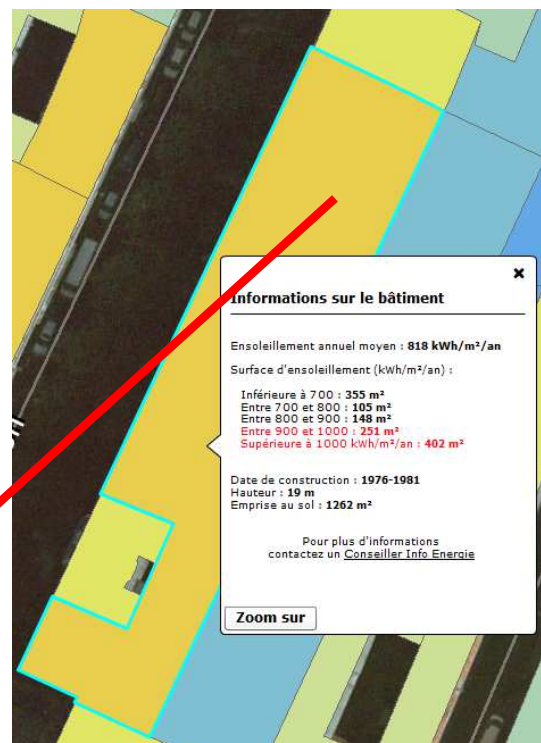 Informations sur le bâtiment
Ensoleillement annuel moyen : 818 kWh/m²/an
Surface d'ensoleillement (kWh/m²/an) :
Inférieure à 700 : 355 m²
Entre 700 et 800 : 105 m²
Entre 800 et 900 : 148 m²
Entre 900 et 1000 : 251 m²
Supérieure à 1000 kWh/m²/an : 402 m²
Date de construction : 1976-1981
Hauteur : 19 m
Emprise au sol : 1262 m²
Pour plus d'informations
contactez un Conseiller Info Energie
Zoom sur